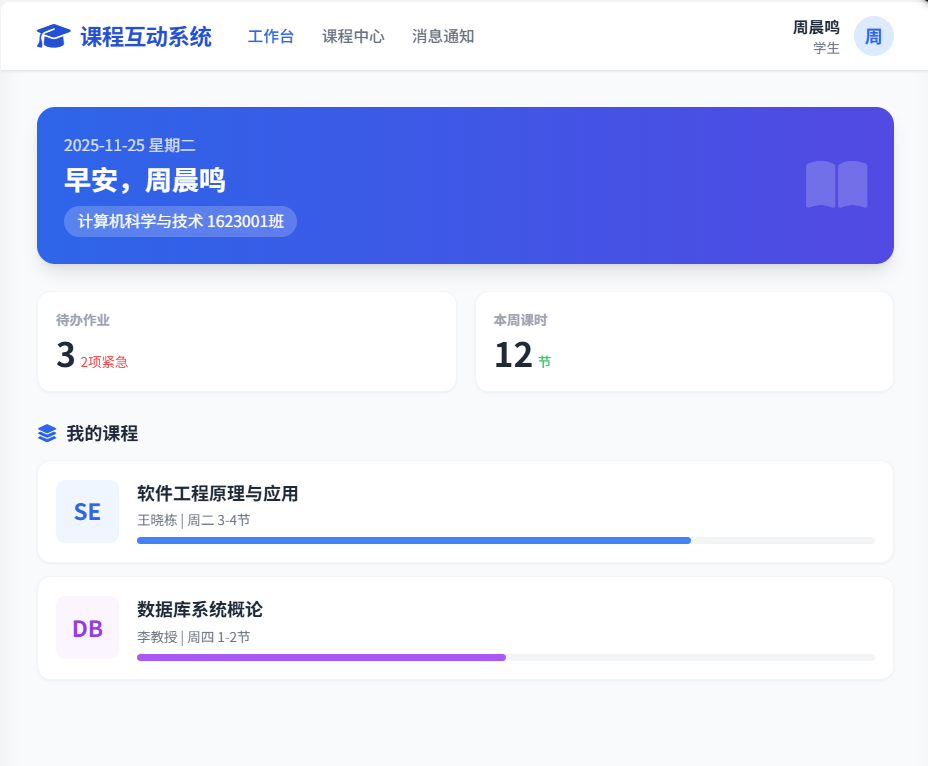 课程互动系统 工作台 课程中心 消息通知 周晨鸣
学生
周
2025-11-25 星期二
早安，周晨鸣
计算机科学与技术 1623001班
待办作业
3 2项紧急
本周课时
12 节
我的课程
SE
软件工程原理与应用
王晓栋 | 周二 3-4节
DB
数据库系统概论
李教授 | 周四 1-2节